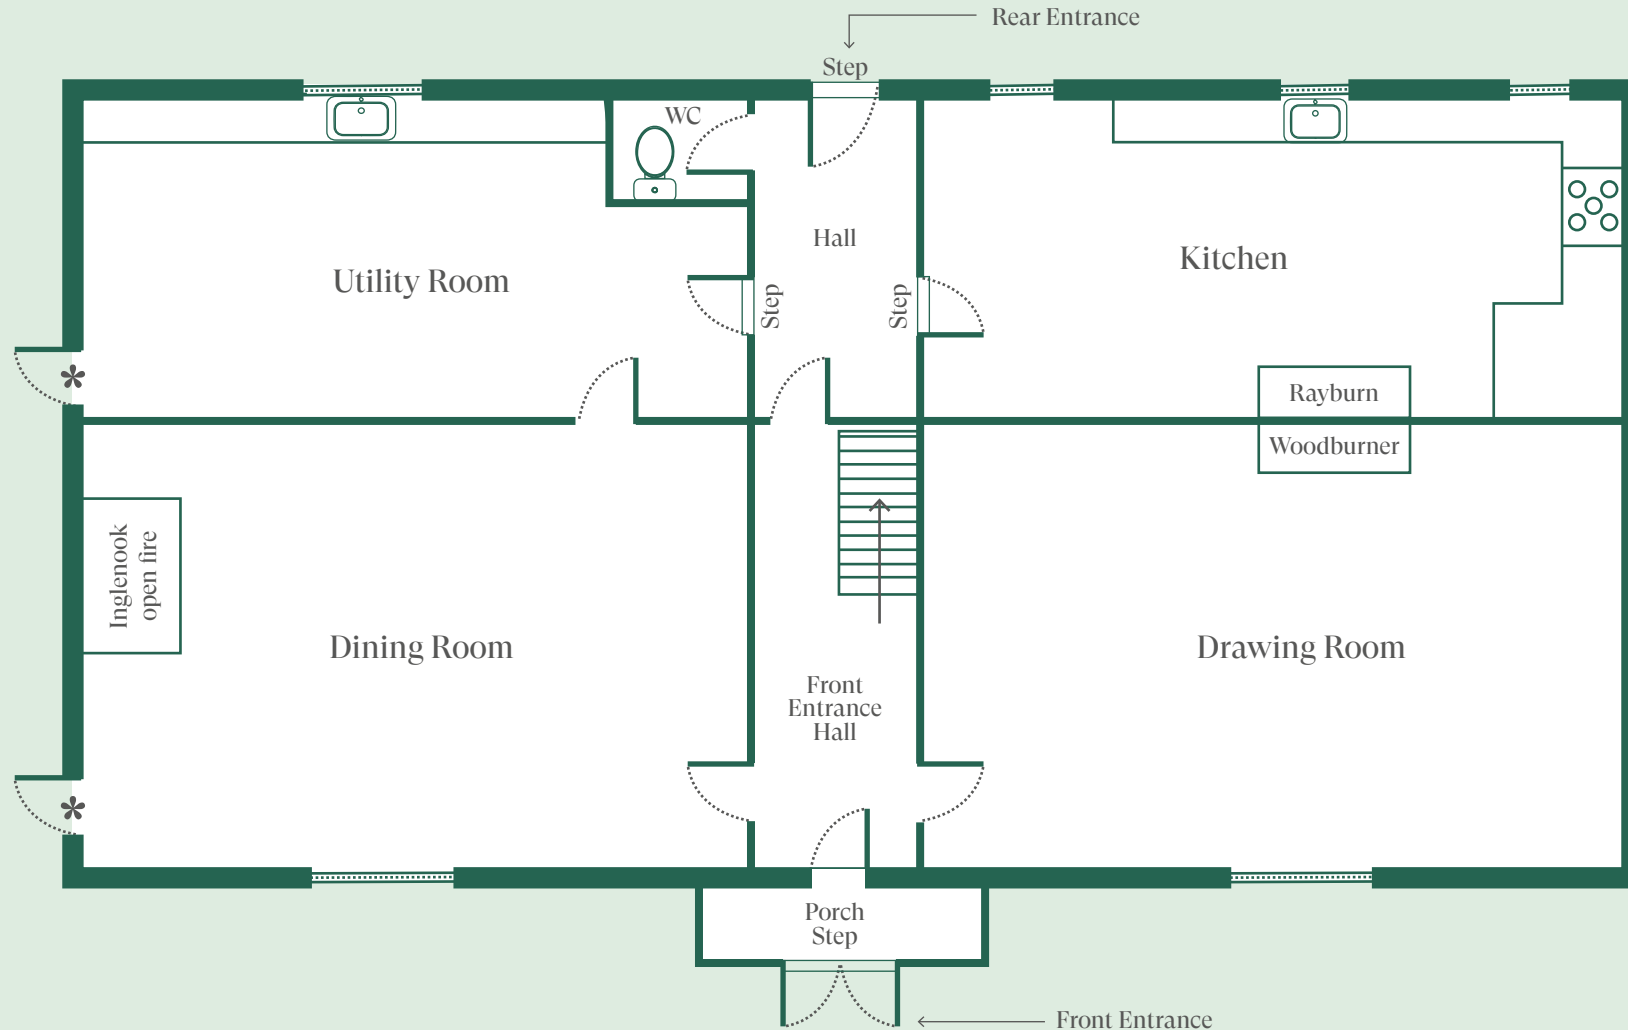 Rear Entrance
Step
WC
Hall
Kitchen
Utility Room
Step
Step
*
Rayburn
Woodburner
Inglenook
open fire
Dining Room
Drawing Room
Front
Entrance
Hall
*
Porch
Step
Front Entrance